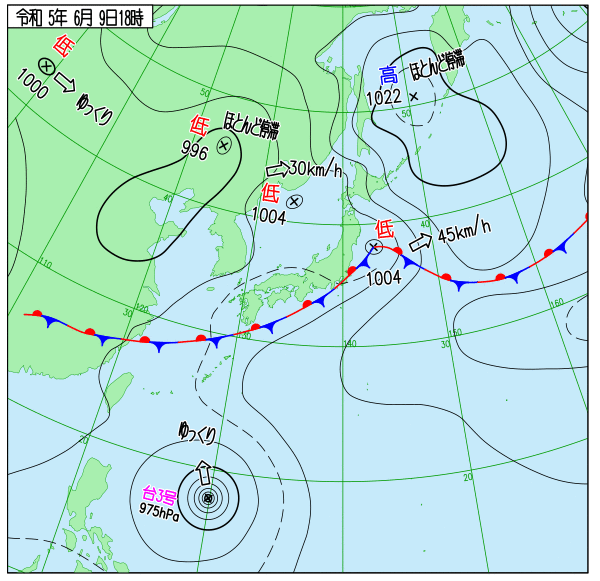 令和 5年 6月 9日18時
低
1000
ゆっくり
高
ほとんど停滞
1022
50
50
低
ほとんど停滞
996
30km/h
低
1004
40
低
45km/h
1004
40
110
120
30
130
140
30
150
160
20
ゆっくり
台3号
975hPa
20